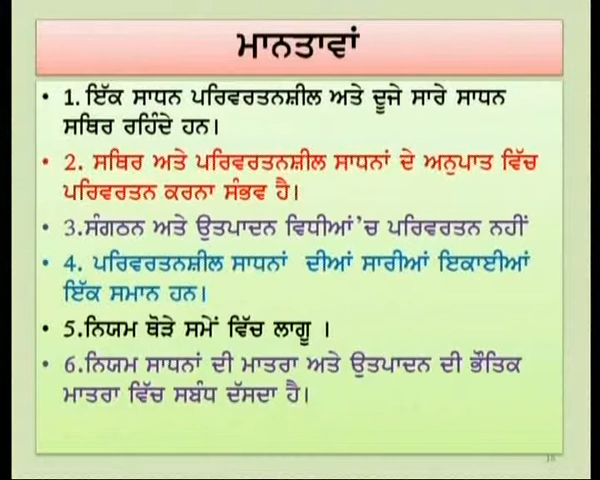 ਮਾਨਤਾਵਾਂ
• 1. ਇੱਕ ਸਾਧਨ ਪਰਿਵਰਤਨਸ਼ੀਲ ਅਤੇ ਦੂਜੇ ਸਾਰੇ ਸਾਧਨ
ਸਥਿਰ ਰਹਿੰਦੇ ਹਨ।
• 2. ਸਥਿਰ ਅਤੇ ਪਰਿਵਰਤਨਸ਼ੀਲ ਸਾਧਨਾਂ ਦੇ ਅਨੁਪਾਤ ਵਿੱਚ
ਪਰਿਵਰਤਨ ਕਰਨਾ ਸੰਭਵ ਹੈ।
• 3.ਸੰਗਠਨ ਅਤੇ ਉਤਪਾਦਨ ਵਿਧੀਆਂ’ਚ ਪਰਿਵਰਤਨ ਨਹੀਂ
• 4. ਪਰਿਵਰਤਨਸ਼ੀਲ ਸਾਧਨਾਂ ਦੀਆਂ ਸਾਰੀਆਂ ਇਕਾਈਆਂ
ਇੱਕ ਸਮਾਨ ਹਨ।
• 5.ਨਿਯਮ ਥੋੜੇ ਸਮੇਂ ਵਿੱਚ ਲਾਗੂ ।
• 6.ਨਿਯਮ ਸਾਧਨਾਂ ਦੀ ਮਾਤਰਾ ਅਤੇ ਉਤਪਾਦਨ ਦੀ ਭੌਤਿਕ
ਮਾਤਰਾ ਵਿੱਚ ਸਬੰਧ ਦੱਸਦਾ ਹੈ।